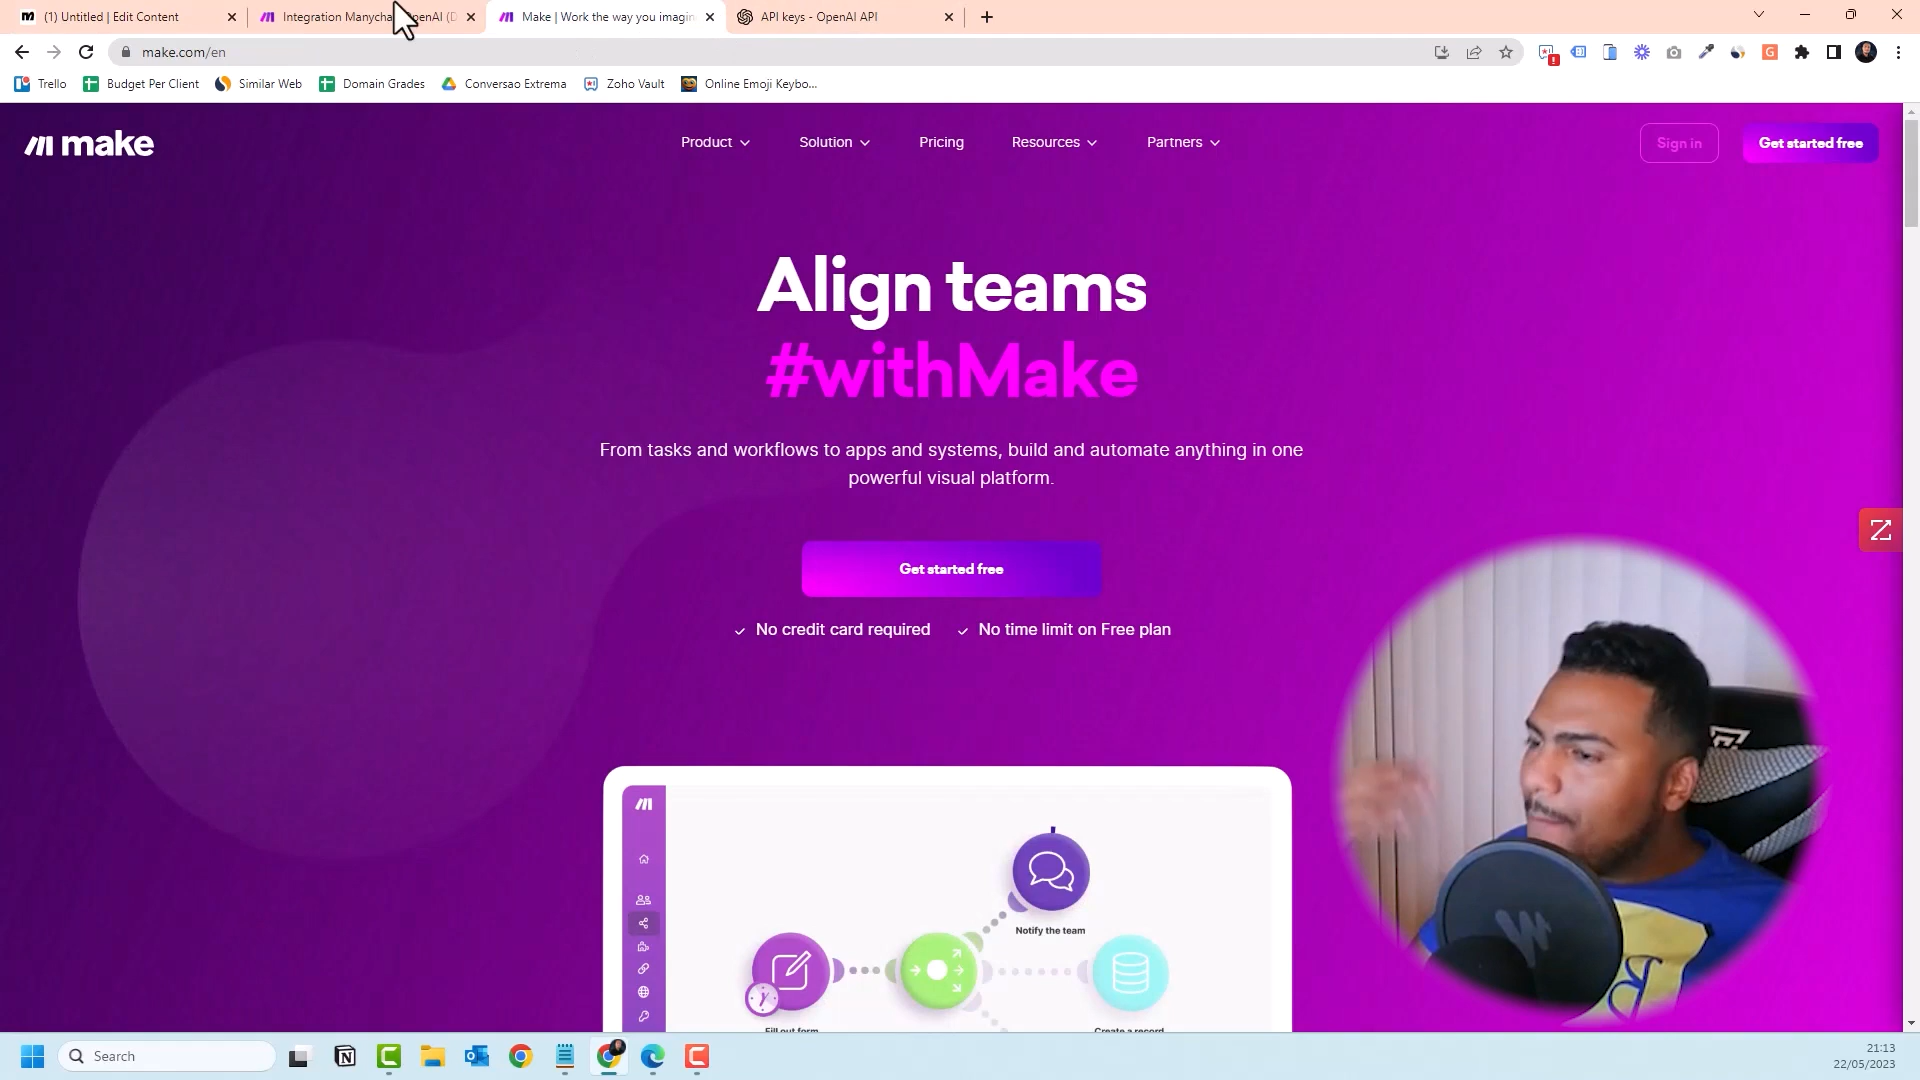 (1) Untitled | Edit Content
Integration Manycha
OpenAI (D
Make | Work the way you imagin
API keys - OpenAI API
make.com/en
Trello
Budget Per Client
Similar Web
Domain Grades
Conversao Extrema
Zoho Vault
Online Emoji Keybo...
make
Product
Solution
Pricing
Resources
Partners
Sign in
Get started free
Align teams
#withMake
From tasks and workflows to apps and systems, build and automate anything in one
powerful visual platform.
Get started free
No credit card required
No time limit on Free plan
Notify the team
Fill out form
Create a record
Search
21:13
22/05/2023